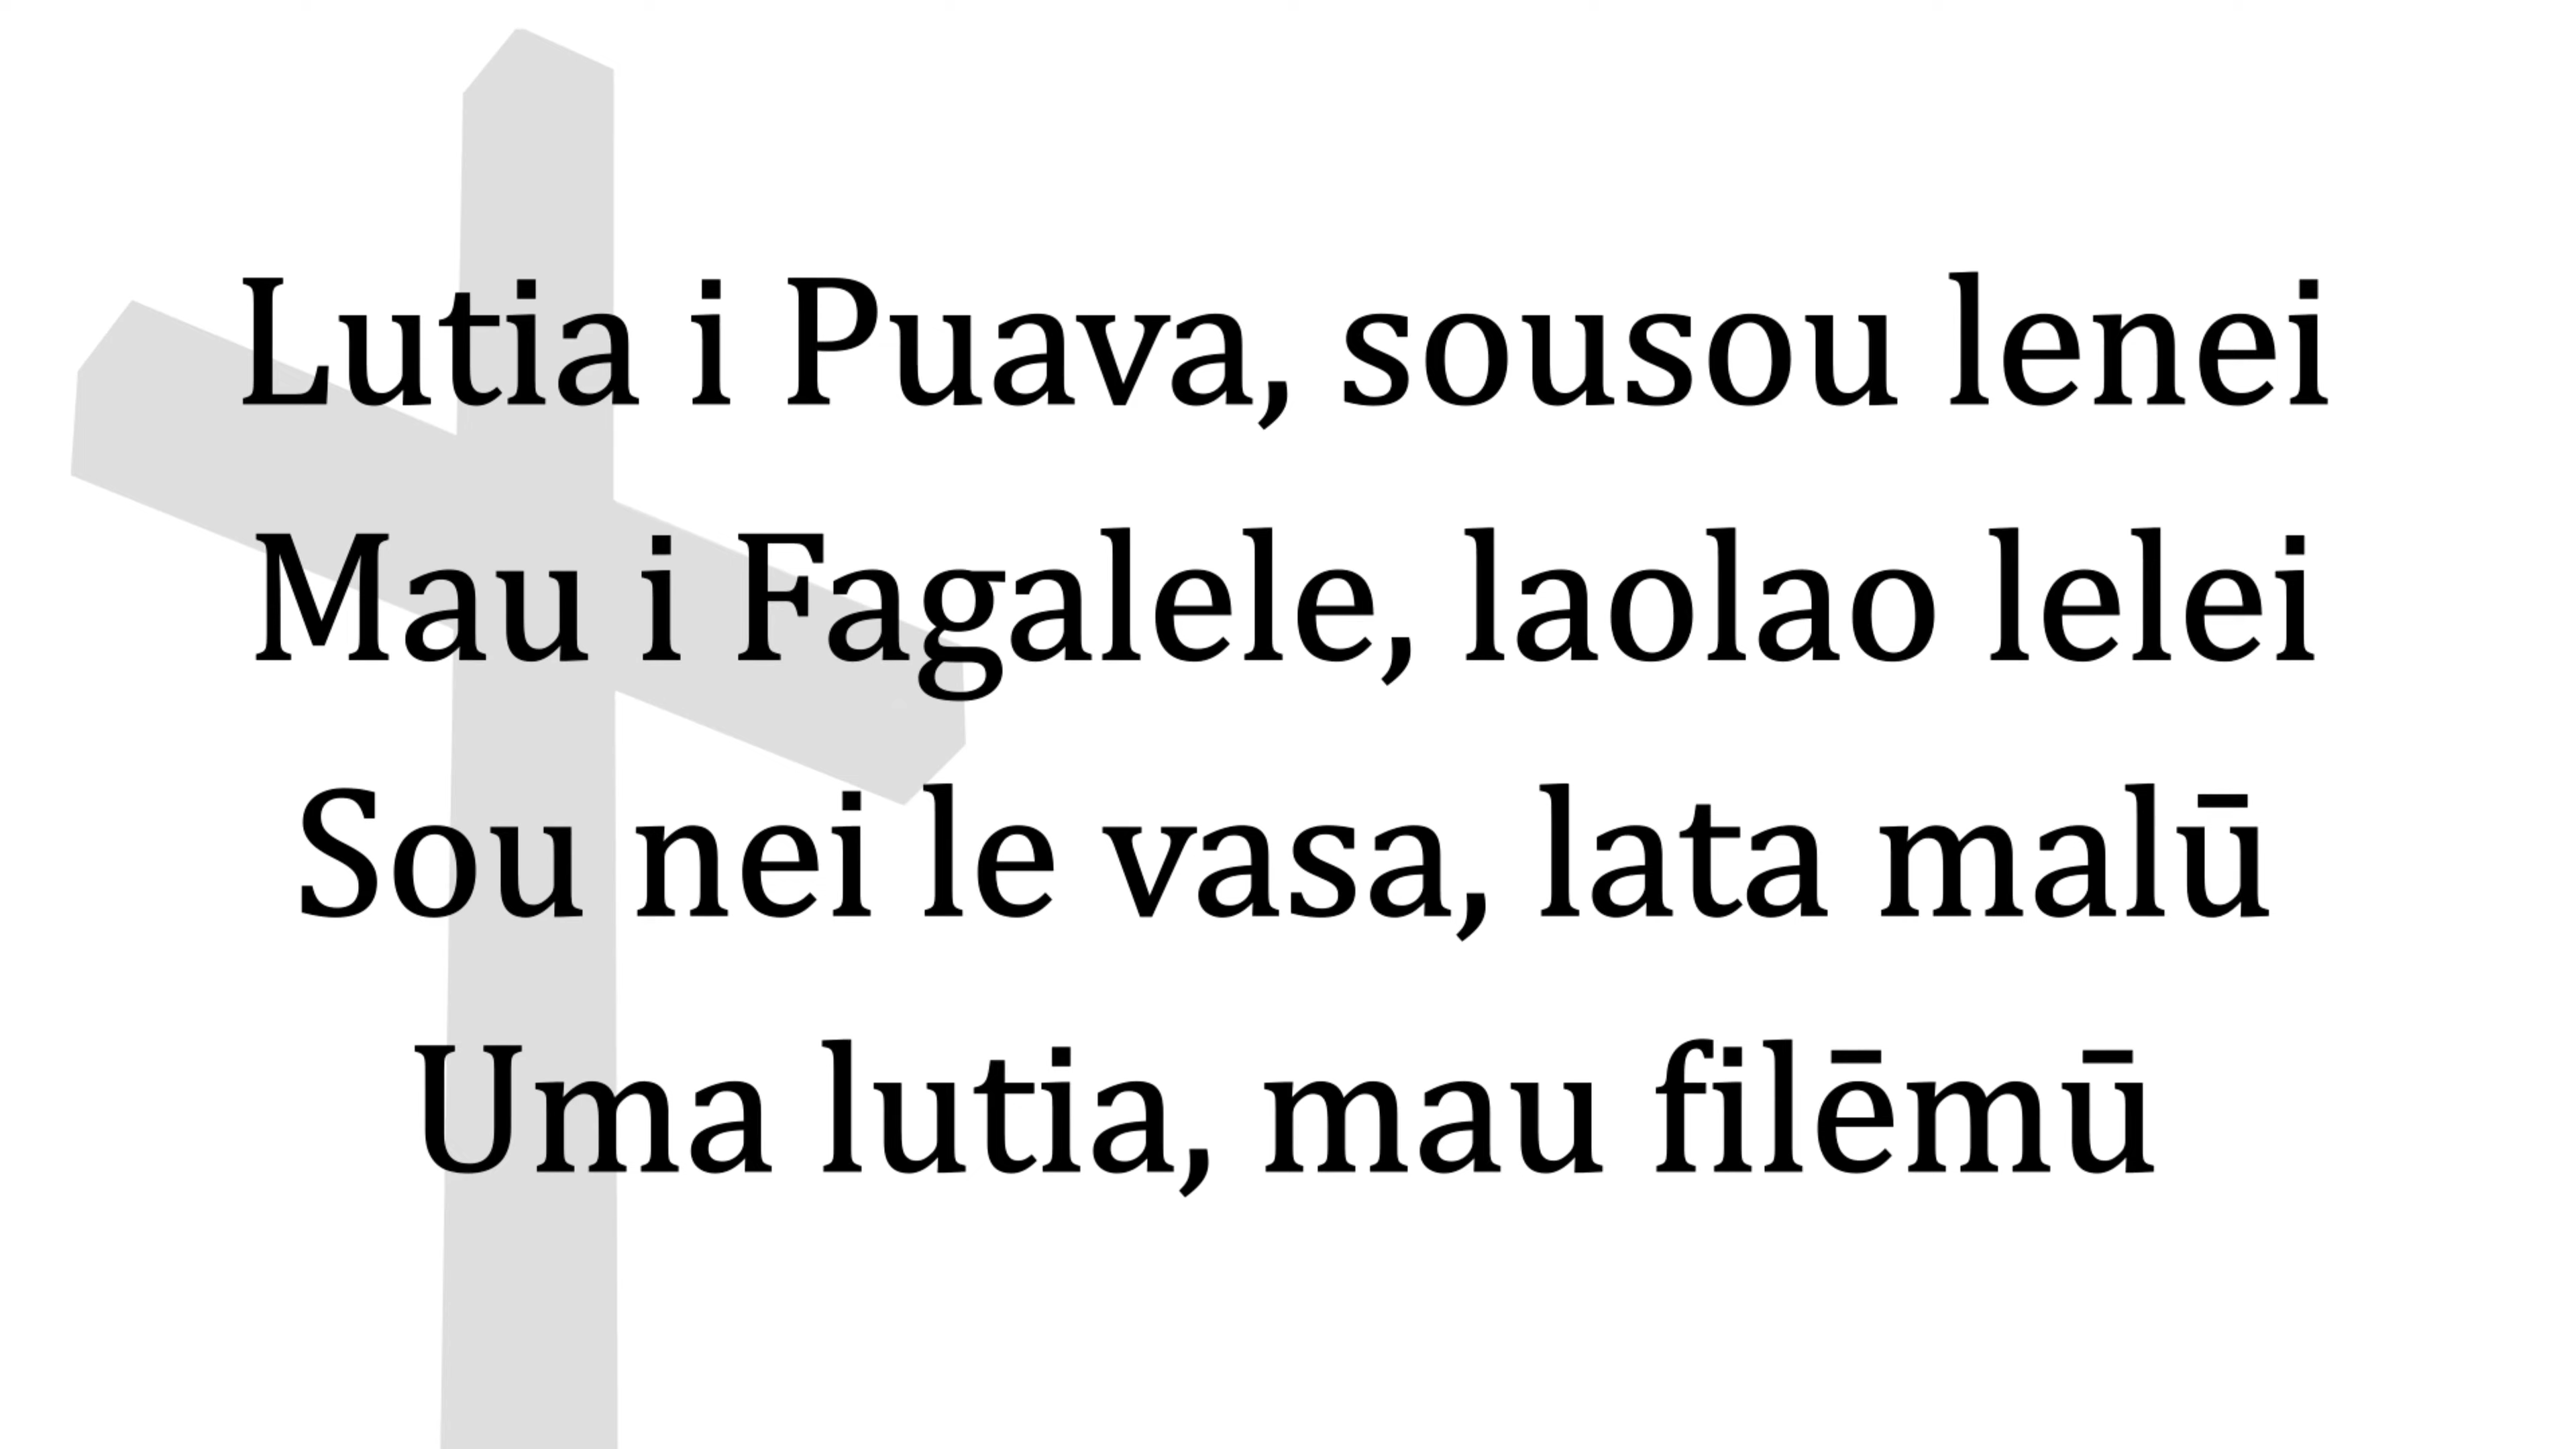 Lutia i Puava, sousou lenei
Mau i Fagalele, laolao lelei
Sou nei le vasa, lata malū
Uma lutia, mau filēmū